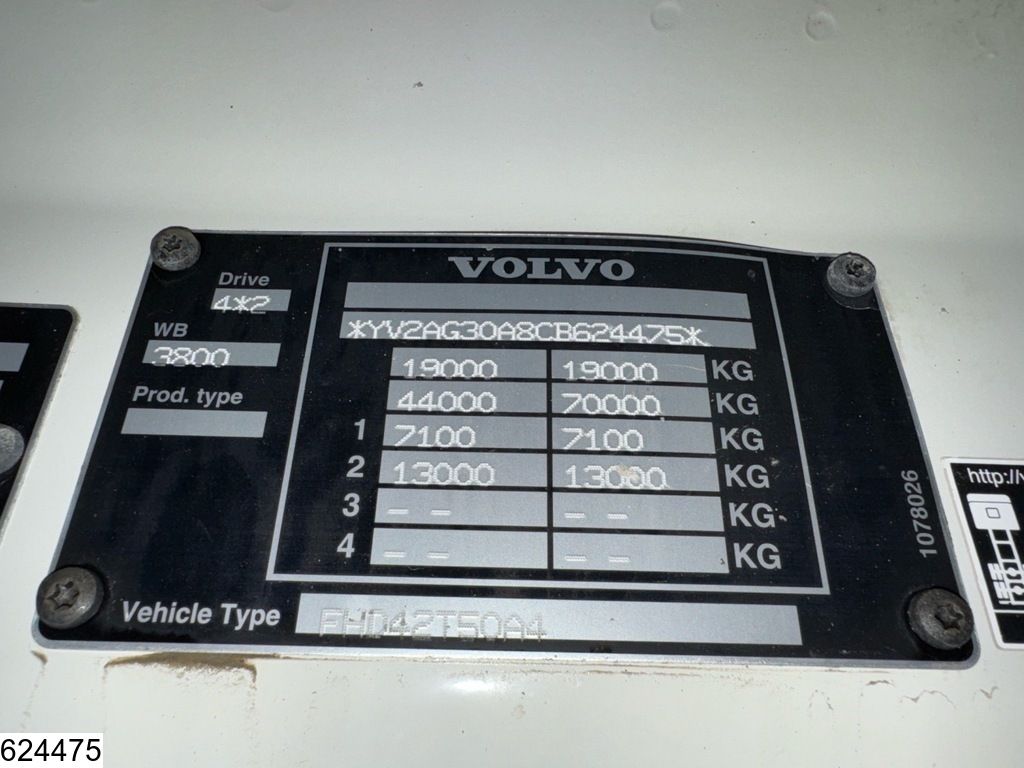 VOLVO
Drive
4*2
*YV2AG30A8CB624475*
WB
3800
19000 19000 KG
44000 70000 KG
Prod. type
1 7100 7100 KG
2 13000 13000 KG
3 – – – – KG
4 – – – – KG
1078026
Vehicle Type
http://
624475